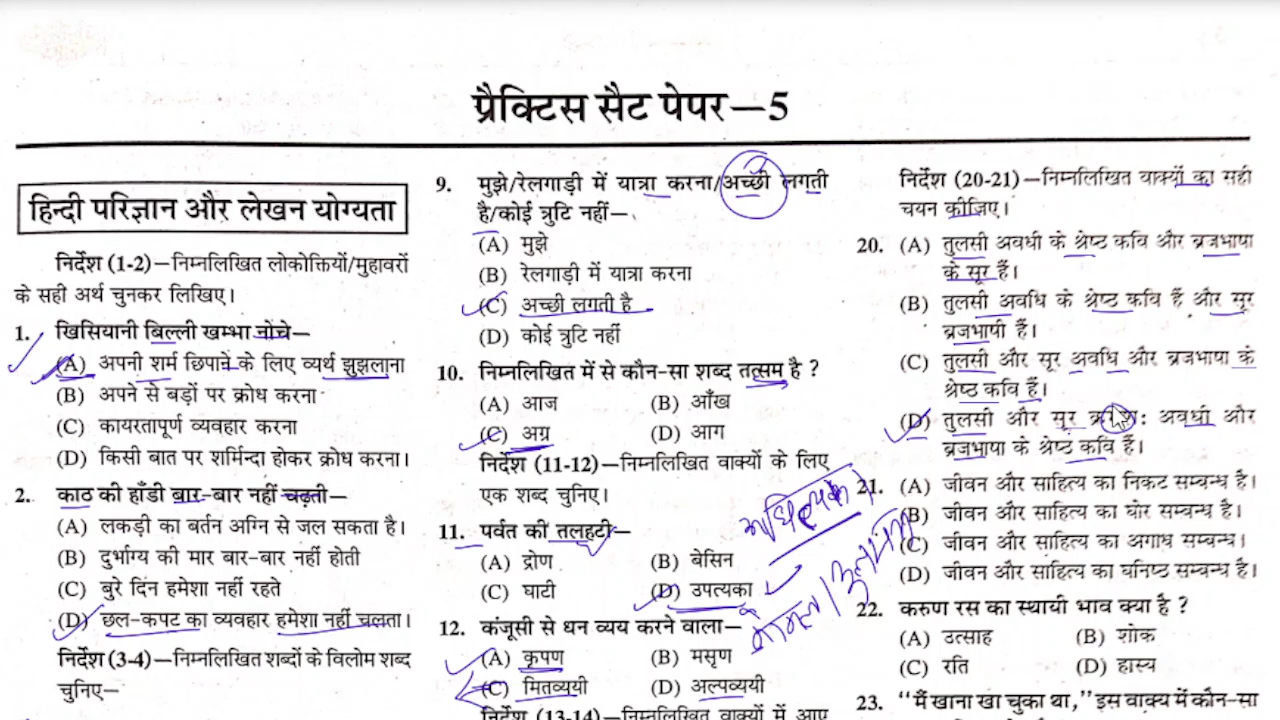 प्रैक्टिस सैट पेपर—5
हिन्दी परिज्ञान और लेखन योग्यता
निर्देश (1-2)—निम्नलिखित लोकोक्तियों/मुहावरों
के सही अर्थ चुनकर लिखिए।
1. खिसियानी बिल्ली खम्भा नोंचे—
(A) अपनी शर्म छिपाने के लिए व्यर्थ झुझलाना
(B) अपने से बड़ों पर क्रोध करना
(C) कायरतापूर्ण व्यवहार करना
(D) किसी बात पर शर्मिन्दा होकर क्रोध करना।
2. काठ की हाँडी बार-बार नहीं चढ़ती—
(A) लकड़ी का बर्तन अग्नि से जल सकता है।
(B) दुर्भाग्य की मार बार-बार नहीं होती
(C) बुरे दिन हमेशा नहीं रहते
(D) छल-कपट का व्यवहार हमेशा नहीं चलता।
निर्देश (3-4)—निम्नलिखित शब्दों के विलोम शब्द
चुनिए—
9. मुझे/रेलगाड़ी में यात्रा करना/अच्छी लगती
है/कोई त्रुटि नहीं—
(A) मुझे
(B) रेलगाड़ी में यात्रा करना
(C) अच्छी लगती है
(D) कोई त्रुटि नहीं
10. निम्नलिखित में से कौन-सा शब्द तत्सम है ?
(A) आज (B) आँख
(C) अग्र (D) आग
निर्देश (11-12)—निम्नलिखित वाक्यों के लिए
एक शब्द चुनिए।
11. पर्वत की तलहटी—
(A) द्रोण (B) बेसिन
(C) घाटी (D) उपत्यका
12. कंजूसी से धन व्यय करने वाला—
(A) कृपण (B) मसृण
(C) मितव्ययी (D) अल्पव्ययी
निर्देश (13-14)—निम्नलिखित वाक्यों में आए
निर्देश (20-21)—निम्नलिखित वाक्यों का सही
चयन कीजिए।
20. (A) तुलसी अवधी के श्रेष्ठ कवि और ब्रजभाषा
के सूर हैं।
(B) तुलसी अवधि के श्रेष्ठ कवि हैं और सूर
ब्रजभाषी हैं।
(C) तुलसी और सूर अवधि और ब्रजभाषा के
श्रेष्ठ कवि हैं।
(D) तुलसी और सूर अवधी और
ब्रजभाषा के श्रेष्ठ कवि हैं।
21. (A) जीवन और साहित्य का निकट सम्बन्ध है।
(B) जीवन और साहित्य का घोर सम्बन्ध है।
(C) जीवन और साहित्य का अगाध सम्बन्ध।
(D) जीवन और साहित्य का घनिष्ठ सम्बन्ध है।
22. करुण रस का स्थायी भाव क्या है ?
(A) उत्साह (B) शोक
(C) रति (D) हास्य
23. "मैं खाना खा चुका था," इस वाक्य में कौन-सा